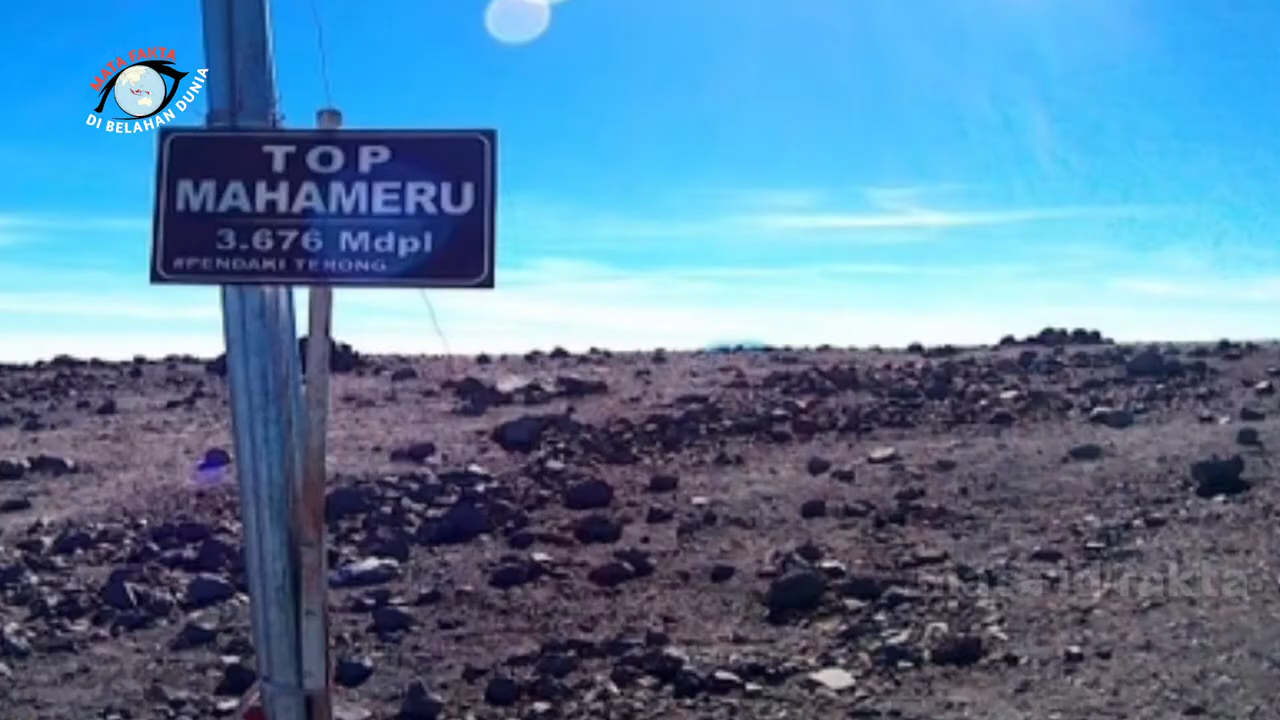 MATA FAKTA
DI BELAHAN DUNIA
TOP
MAHAMERU
3.676 Mdpl
#PENDAKI TERONG